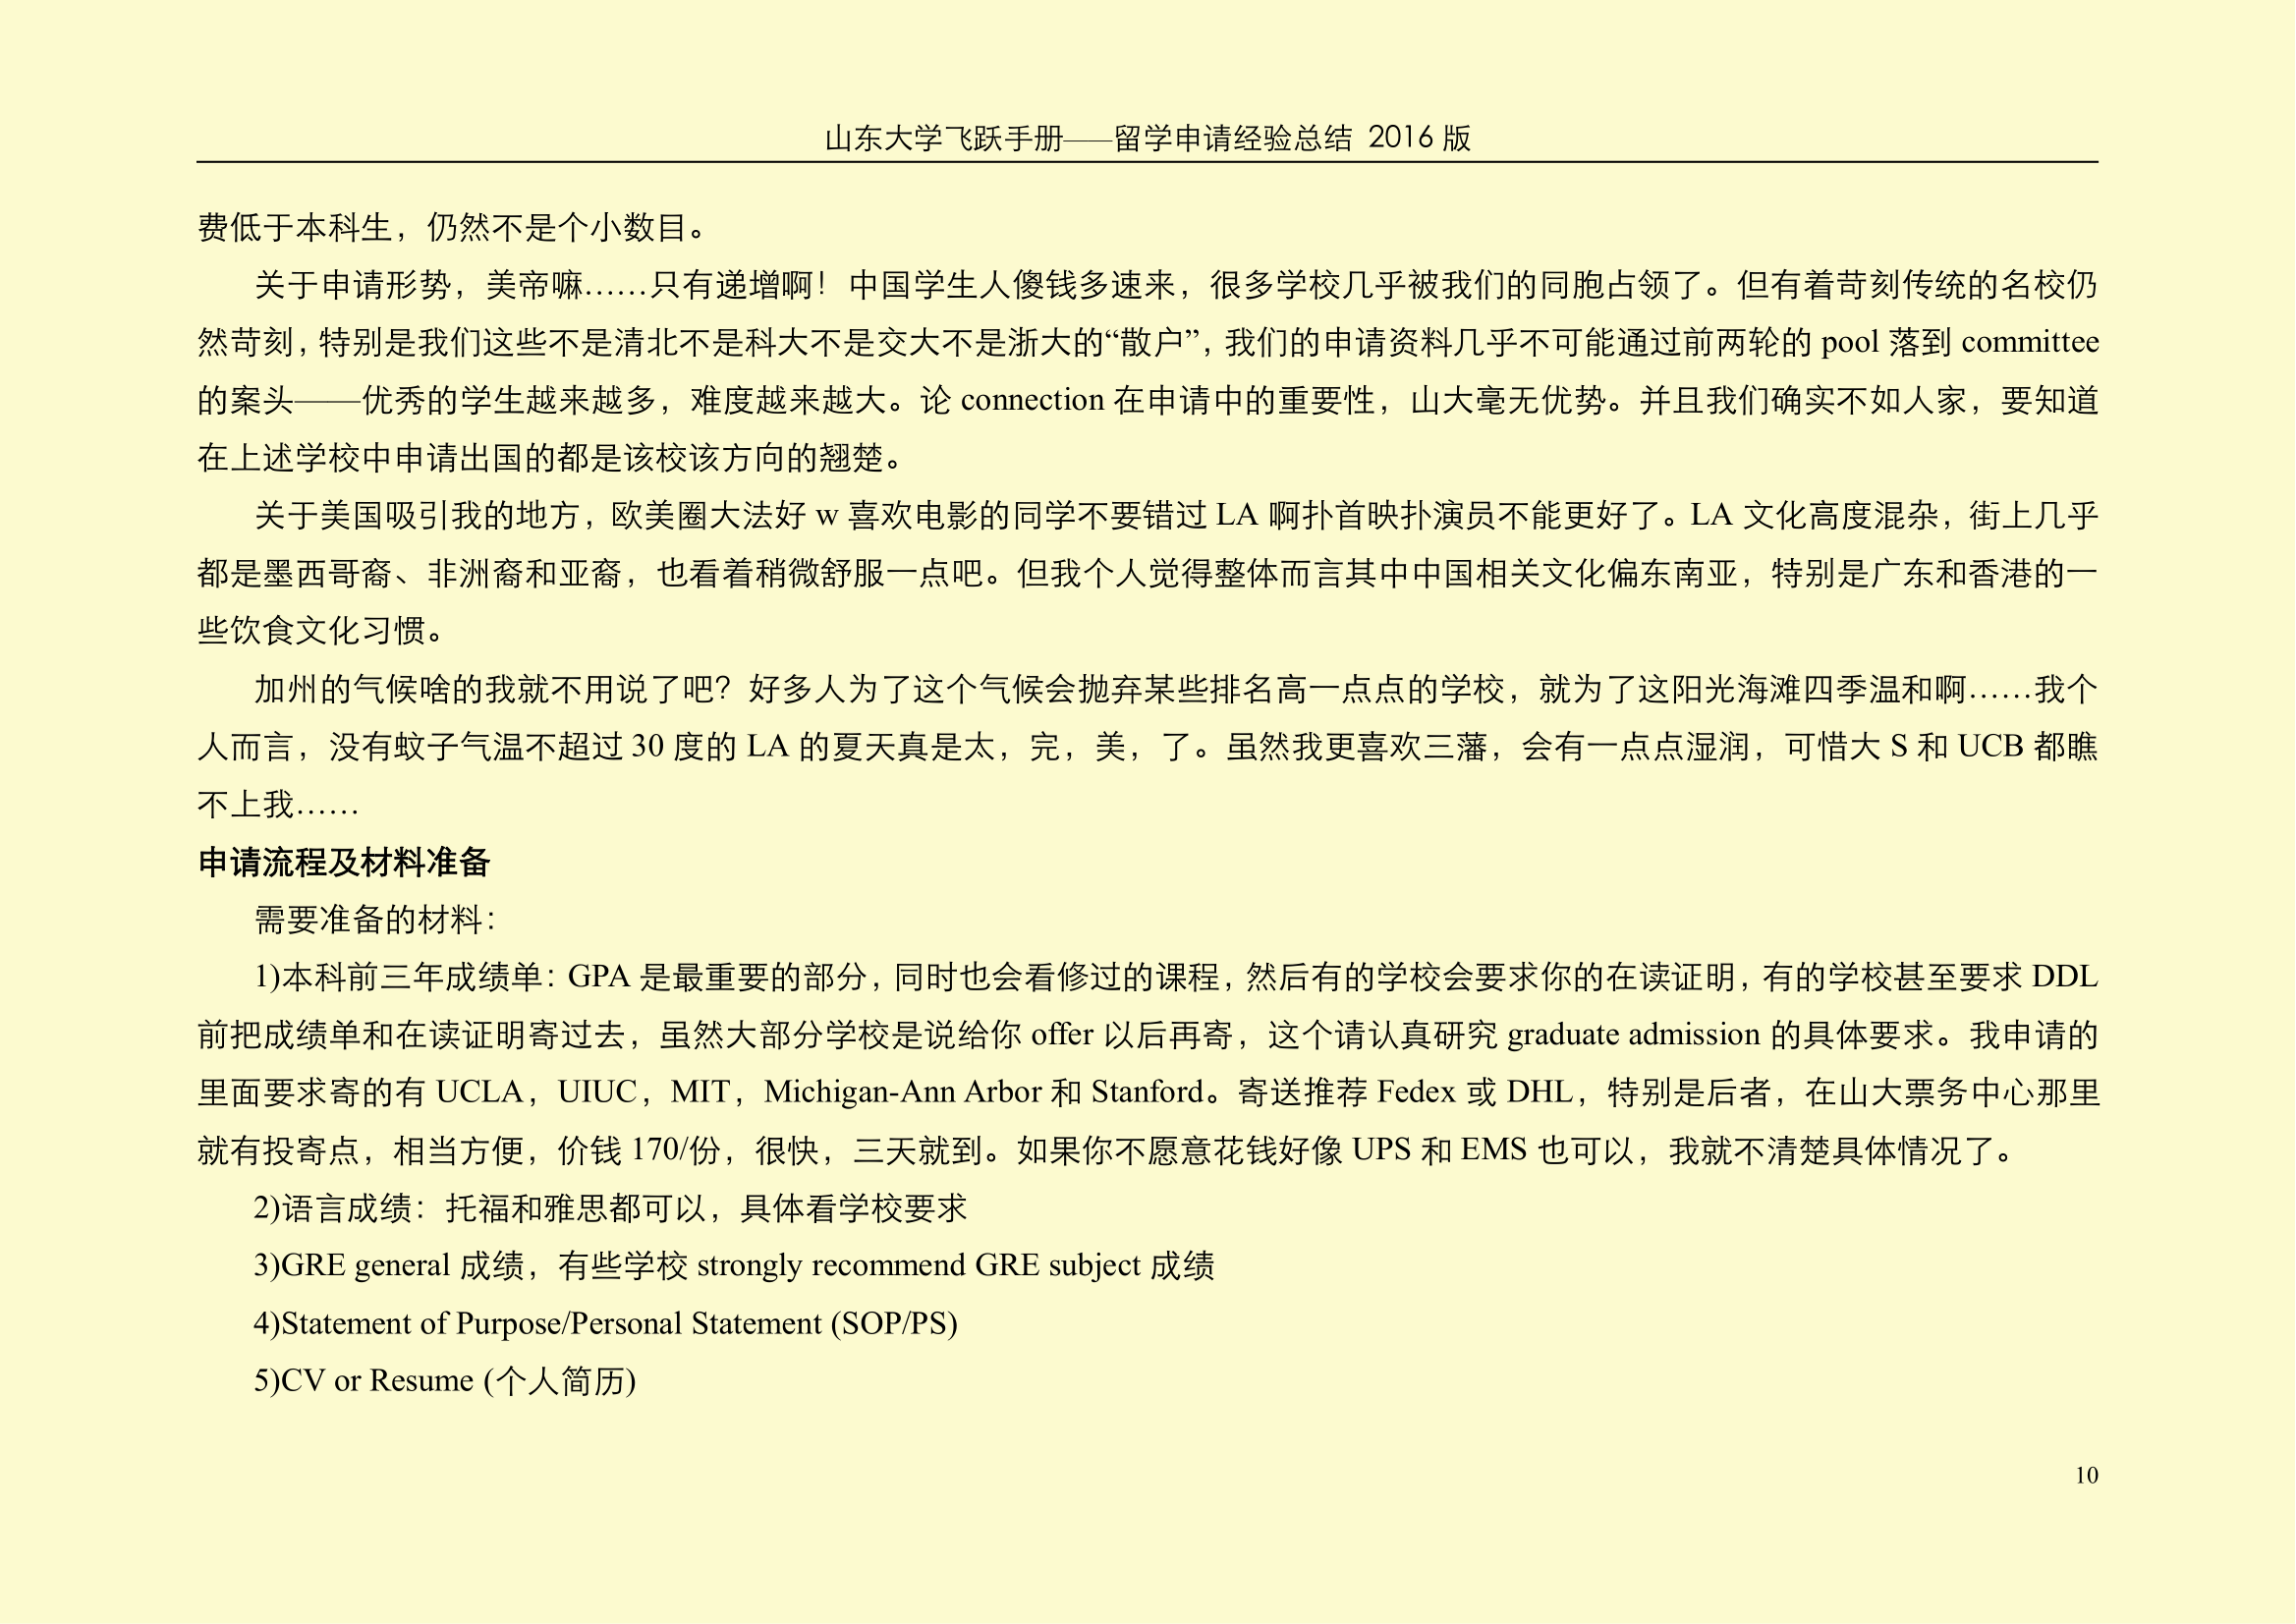 山东大学飞跃手册——留学申请经验总结 2016 版
费低于本科生，仍然不是个小数目。
关于申请形势，美帝嘛……只有递增啊！中国学生人傻钱多速来，很多学校几乎被我们的同胞占领了。但有着苛刻传统的名校仍
然苛刻，特别是我们这些不是清北不是科大不是交大不是浙大的“散户”，我们的申请资料几乎不可能通过前两轮的 pool 落到 committee
的案头——优秀的学生越来越多，难度越来越大。论 connection 在申请中的重要性，山大毫无优势。并且我们确实不如人家，要知道
在上述学校中申请出国的都是该校该方向的翘楚。
关于美国吸引我的地方，欧美圈大法好 w 喜欢电影的同学不要错过 LA 啊扑首映扑演员不能更好了。LA 文化高度混杂，街上几乎
都是墨西哥裔、非洲裔和亚裔，也看着稍微舒服一点吧。但我个人觉得整体而言其中中国相关文化偏东南亚，特别是广东和香港的一
些饮食文化习惯。
加州的气候啥的我就不用说了吧？好多人为了这个气候会抛弃某些排名高一点点的学校，就为了这阳光海滩四季温和啊……我个
人而言，没有蚊子气温不超过 30 度的 LA 的夏天真是太，完，美，了。虽然我更喜欢三藩，会有一点点湿润，可惜大 S 和 UCB 都瞧
不上我……
申请流程及材料准备
需要准备的材料：
1)本科前三年成绩单：GPA 是最重要的部分，同时也会看修过的课程，然后有的学校会要求你的在读证明，有的学校甚至要求 DDL
前把成绩单和在读证明寄过去，虽然大部分学校是说给你 offer 以后再寄，这个请认真研究 graduate admission 的具体要求。我申请的
里面要求寄的有 UCLA，UIUC，MIT，Michigan-Ann Arbor 和 Stanford。寄送推荐 Fedex 或 DHL，特别是后者，在山大票务中心那里
就有投寄点，相当方便，价钱 170/份，很快，三天就到。如果你不愿意花钱好像 UPS 和 EMS 也可以，我就不清楚具体情况了。
2)语言成绩：托福和雅思都可以，具体看学校要求
3)GRE general 成绩，有些学校 strongly recommend GRE subject 成绩
4)Statement of Purpose/Personal Statement (SOP/PS)
5)CV or Resume (个人简历)
10